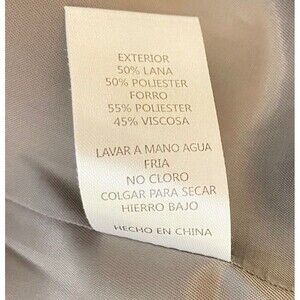 EXTERIOR
50% LANA
50% POLIESTER
FORRO
55% POLIESTER
45% VISCOSA
LAVAR A MANO AGUA
FRIA
NO CLORO
COLGAR PARA SECAR
HIERRO BAJO
HECHO EN CHINA